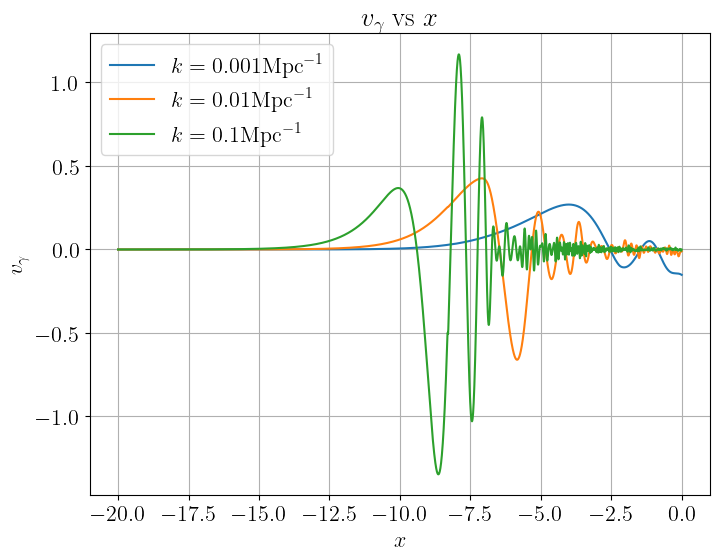 v_γ vs x
k = 0.001Mpc⁻¹
k = 0.01Mpc⁻¹
k = 0.1Mpc⁻¹
1.0
0.5
0.0
−0.5
−1.0
v_γ
−20.0 −17.5 −15.0 −12.5 −10.0 −7.5 −5.0 −2.5 0.0
x